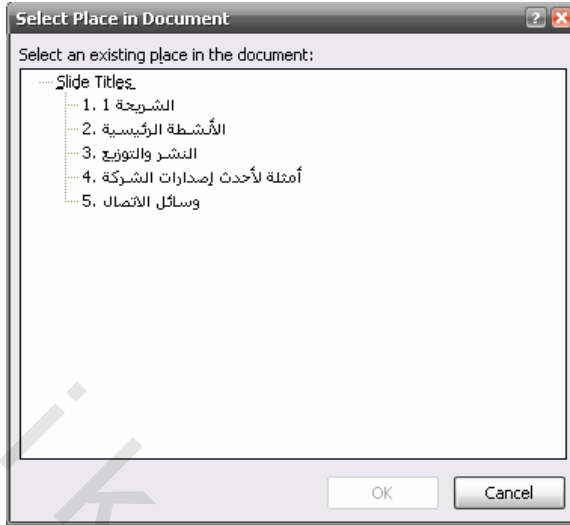 Select Place in Document
Select an existing place in the document:
Slide Titles
1. الشريحة 1
2. الأنشطة الرئيسية
3. النشر والتوزيع
4. أمثلة لأحدث إصدارات الشركة
5. وسائل الاتصال
OK
Cancel